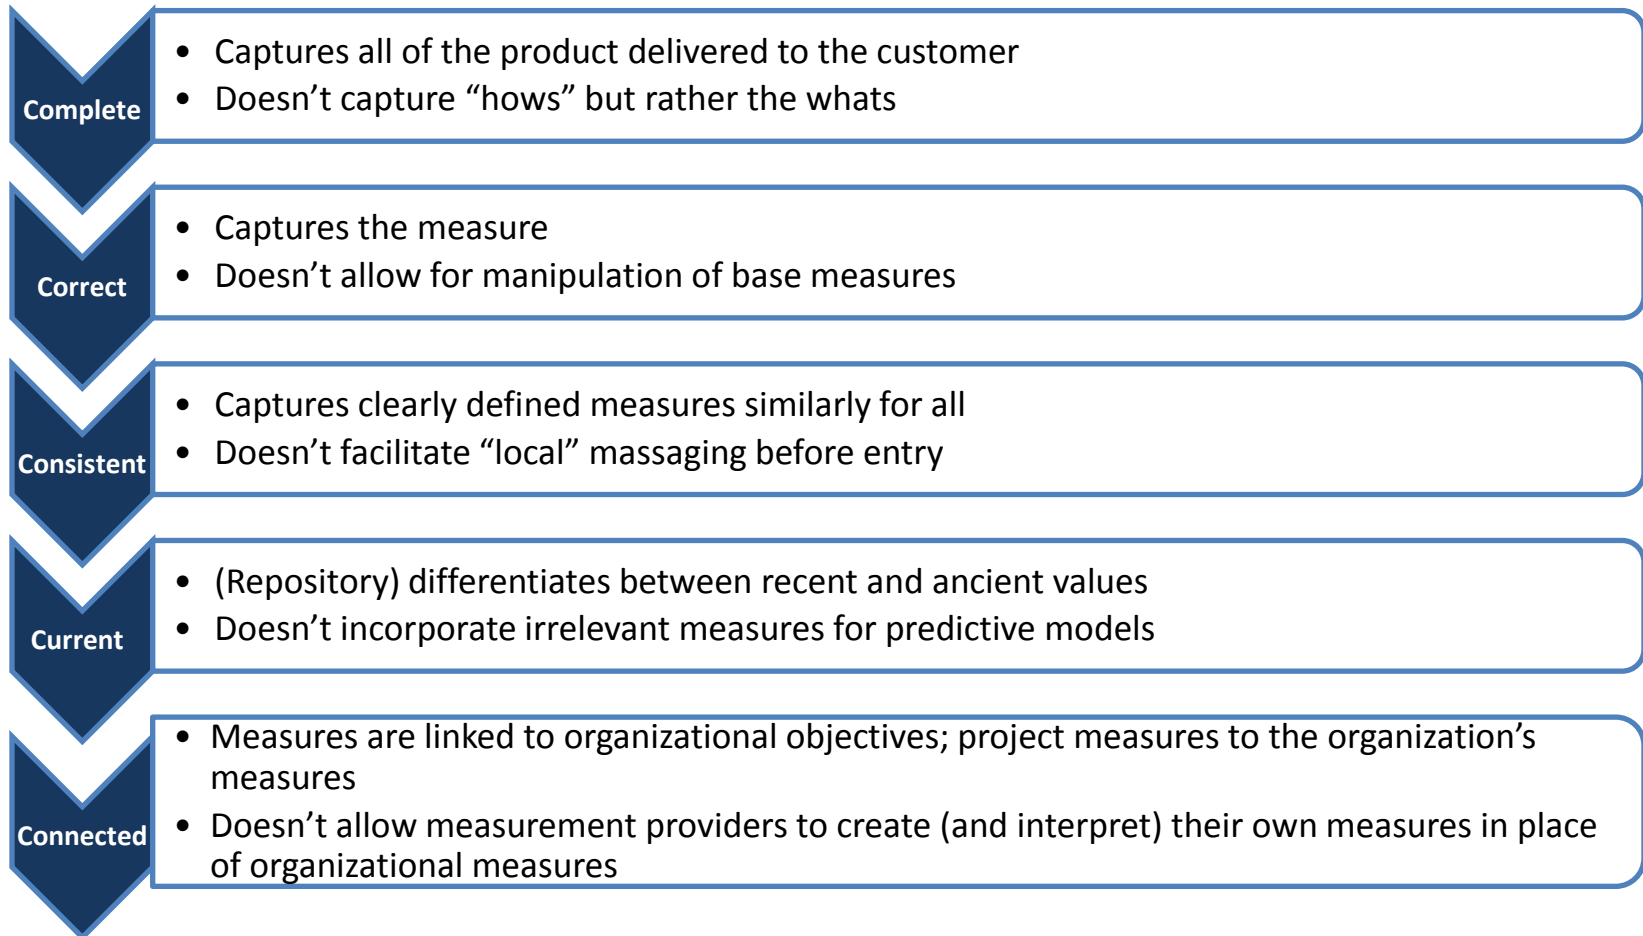 Complete
• Captures all of the product delivered to the customer
• Doesn’t capture “hows” but rather the whats
Correct
• Captures the measure
• Doesn’t allow for manipulation of base measures
Consistent
• Captures clearly defined measures similarly for all
• Doesn’t facilitate “local” massaging before entry
Current
• (Repository) differentiates between recent and ancient values
• Doesn’t incorporate irrelevant measures for predictive models
Connected
• Measures are linked to organizational objectives; project measures to the organization’s
measures
• Doesn’t allow measurement providers to create (and interpret) their own measures in place
of organizational measures